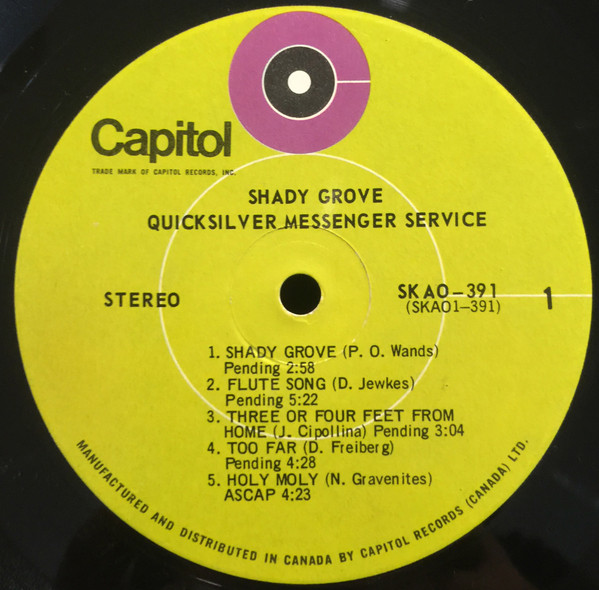 Capitol
TRADE MARK OF CAPITOL RECORDS, INC.
SHADY GROVE
QUICKSILVER MESSENGER SERVICE
STEREO
SKAO-391
(SKAO1-391)
1
1. SHADY GROVE (P. O. Wands)
Pending 2:58
2. FLUTE SONG (D. Jewkes)
Pending 5:22
3. THREE OR FOUR FEET FROM
HOME (J. Cipollina) Pending 3:04
4. TOO FAR (D. Freiberg)
Pending 4:28
5. HOLY MOLY (N. Gravenites)
ASCAP 4:23
MANUFACTURED AND DISTRIBUTED IN CANADA BY CAPITOL RECORDS (CANADA) LTD.